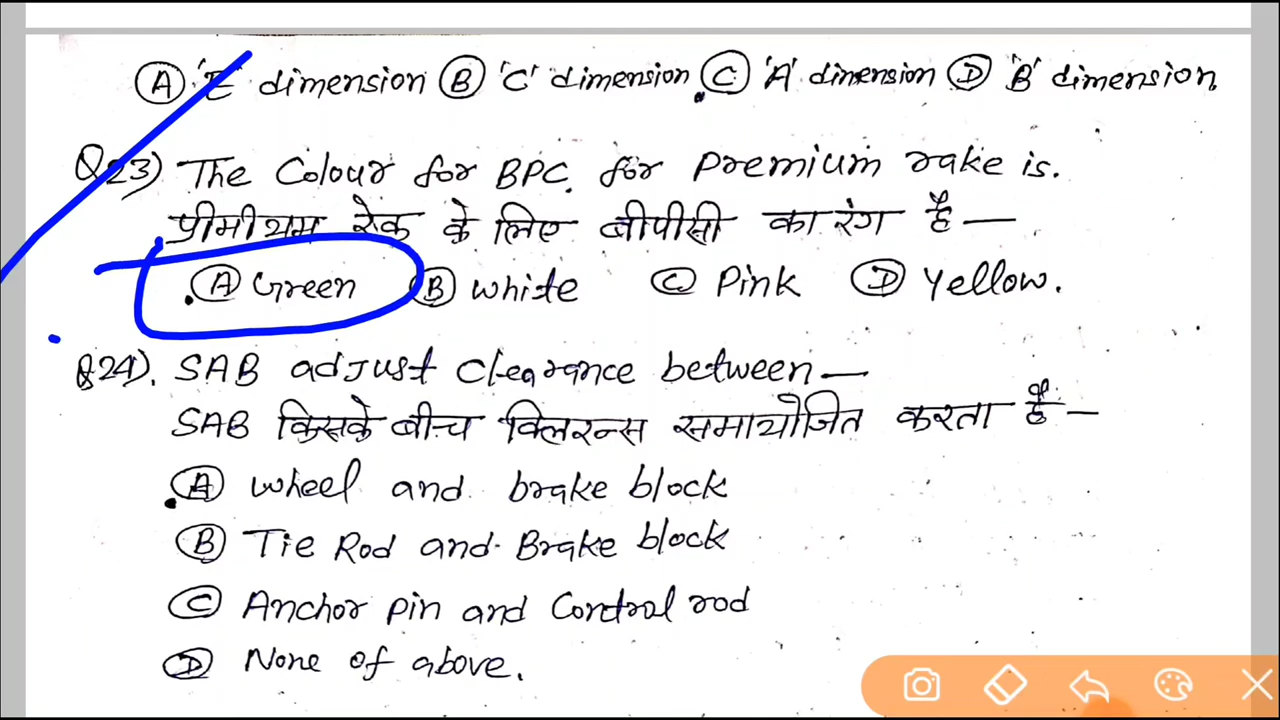 (A) 'E' dimension (B) 'C' dimension (C) 'A' dimension (D) 'B' dimension.
Q23) The Colour for BPC. for Premium rake is.
प्रीमीयम रेक के लिए बीपीसी का रंग है —
(A) Green (B) white (C) Pink (D) Yellow.
Q24). SAB adjust Clearance between —
SAB किसके बीच क्लिरन्स समायोजित करता है —
(A) Wheel and brake block
(B) Tie Rod and Brake block
(C) Anchor pin and Control rod
(D) None of above.